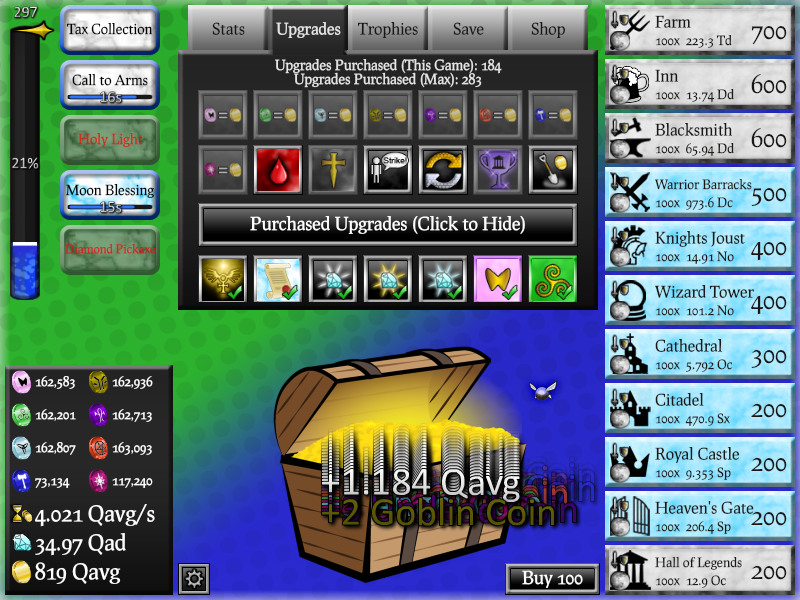 297
21%
Tax Collection
Call to Arms
16s
Holy Light
Moon Blessing
15s
Diamond Pickaxe
Stats
Upgrades
Trophies
Save
Shop
Upgrades Purchased (This Game): 184
Upgrades Purchased (Max): 283
=
=
=
=
=
=
=
=
Strike!
Purchased Upgrades (Click to Hide)
Farm
100x 223.3 Td
700
Inn
100x 13.74 Dd
600
Blacksmith
100x 65.94 Dd
600
Warrior Barracks
100x 973.6 Dc
500
Knights Joust
100x 14.91 No
400
Wizard Tower
100x 101.2 No
400
Cathedral
100x 5.792 Oc
300
Citadel
100x 470.9 Sx
200
Royal Castle
100x 9.353 Sp
200
Heaven's Gate
100x 206.4 Sp
200
Hall of Legends
100x 12.9 Oc
200
162,583 162,936
162,201 162,713
162,807 163,093
73,134 117,240
4.021 Qavg/s
34.97 Qad
819 Qavg
+1.184 Qavg
+2 Goblin Coin
Buy 100